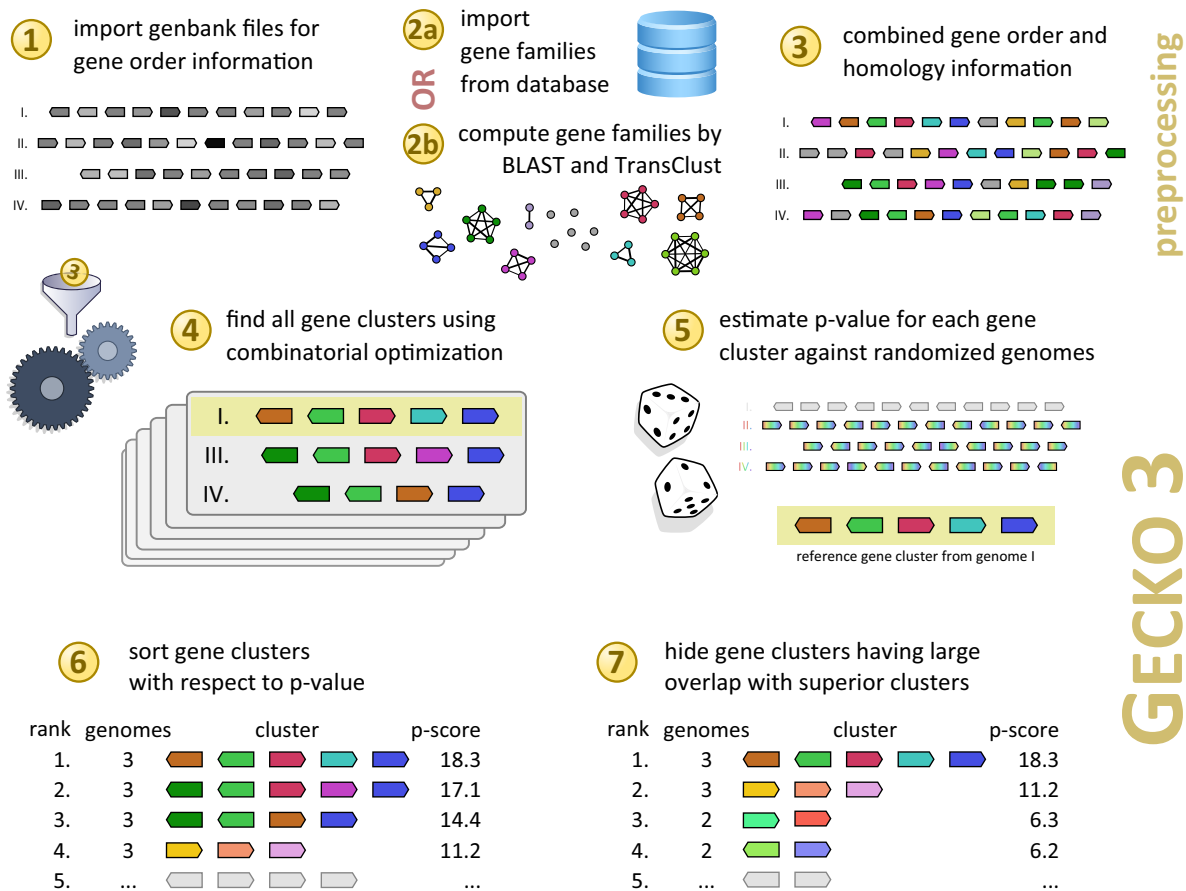 1
import genbank files for
gene order information
I.
II.
III.
IV.
2a
import
gene families
from database
OR
2b
compute gene families by
BLAST and TransClust
3
combined gene order and
homology information
I.
II.
III.
IV.
preprocessing
3
4
find all gene clusters using
combinatorial optimization
I.
III.
IV.
5
estimate p-value for each gene
cluster against randomized genomes
I.
II.
III.
IV.
reference gene cluster from genome I
GECKO 3
6
sort gene clusters
with respect to p-value
rank genomes cluster p-score
1. 3 18.3
2. 3 17.1
3. 3 14.4
4. 3 11.2
5. ... ...
7
hide gene clusters having large
overlap with superior clusters
rank genomes cluster p-score
1. 3 18.3
2. 3 11.2
3. 2 6.3
4. 2 6.2
5. ... ...